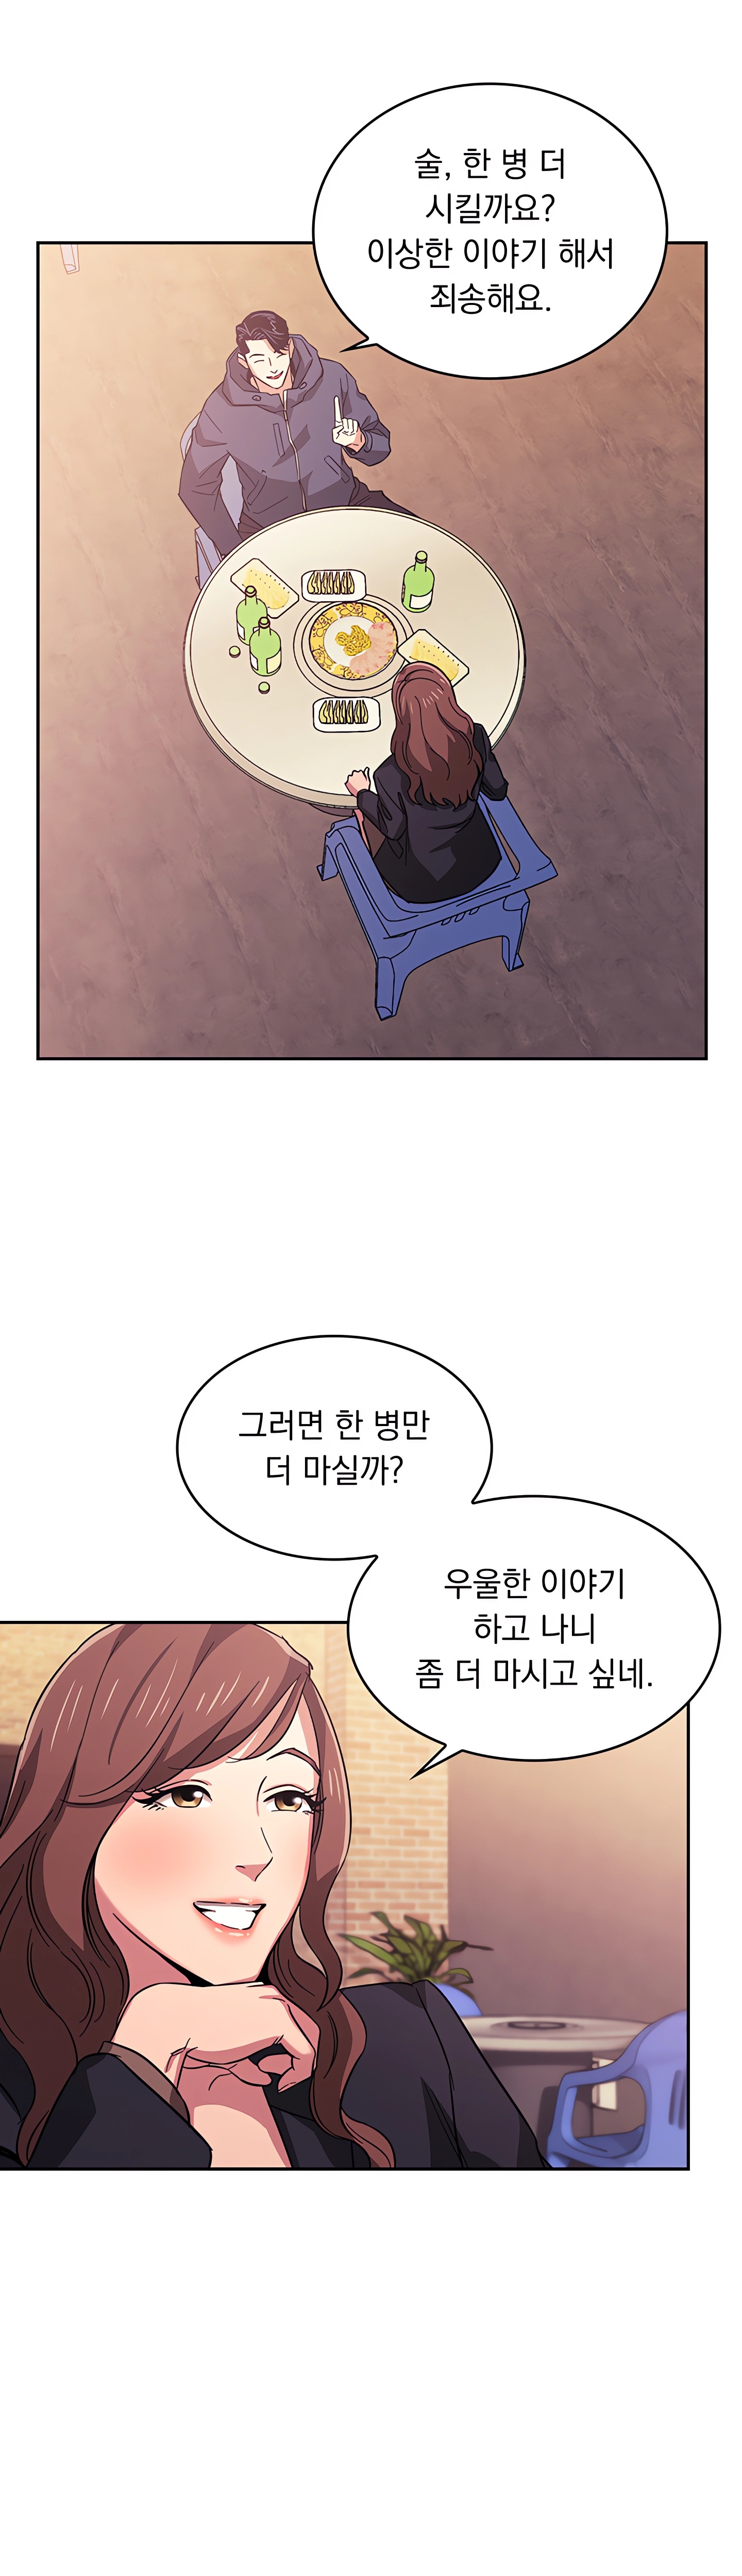 술, 한 병 더
시킬까요?
이상한 이야기 해서
죄송해요.
그러면 한 병만
더 마실까?
우울한 이야기
하고 나니
좀 더 마시고 싶네.